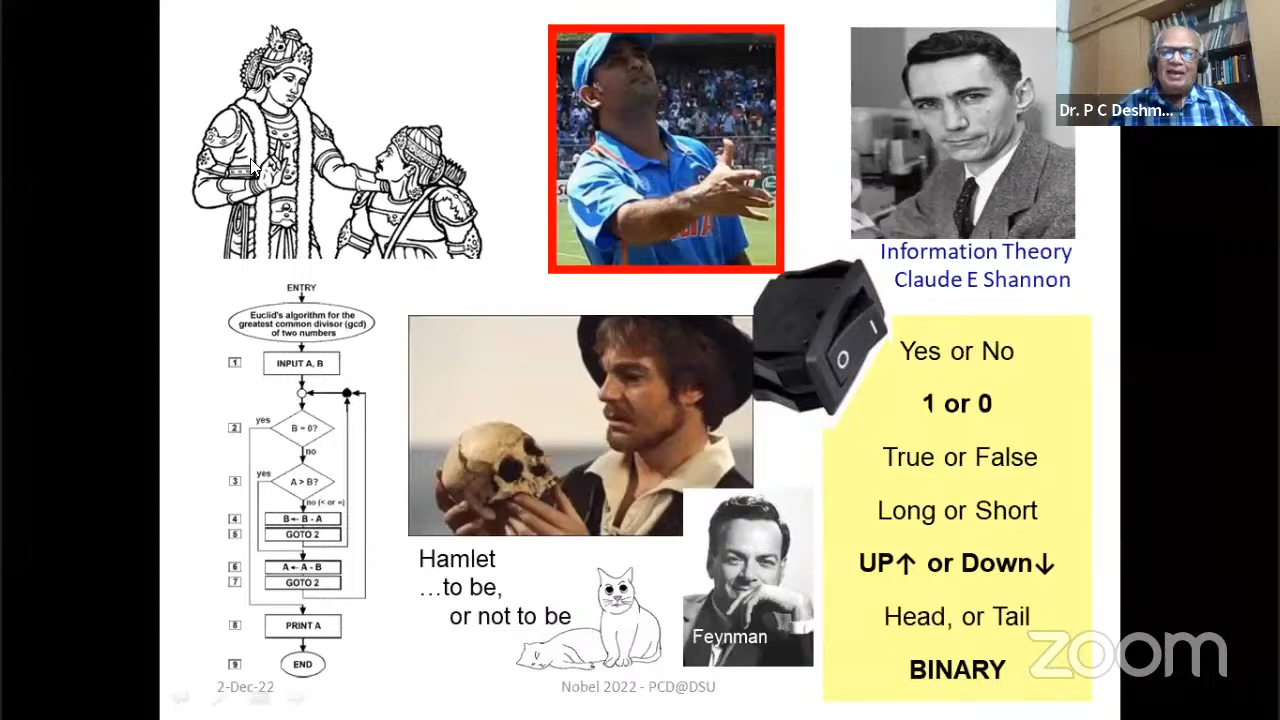 Dr. P C Deshm...
Information Theory
Claude E Shannon
ENTRY
Euclid's algorithm for the
greatest common divisor (gcd)
of two numbers
1
INPUT A, B
yes
2
B = 0?
no
yes
3
A > B?
no (< or =)
4
B ← B - A
5
GOTO 2
6
A ← A - B
7
GOTO 2
8
PRINT A
9
END
Hamlet
...to be,
or not to be
Feynman
Yes or No
1 or 0
True or False
Long or Short
UP↑ or Down↓
Head, or Tail
BINARY
2-Dec-22
Nobel 2022 - PCD@DSU
zoom